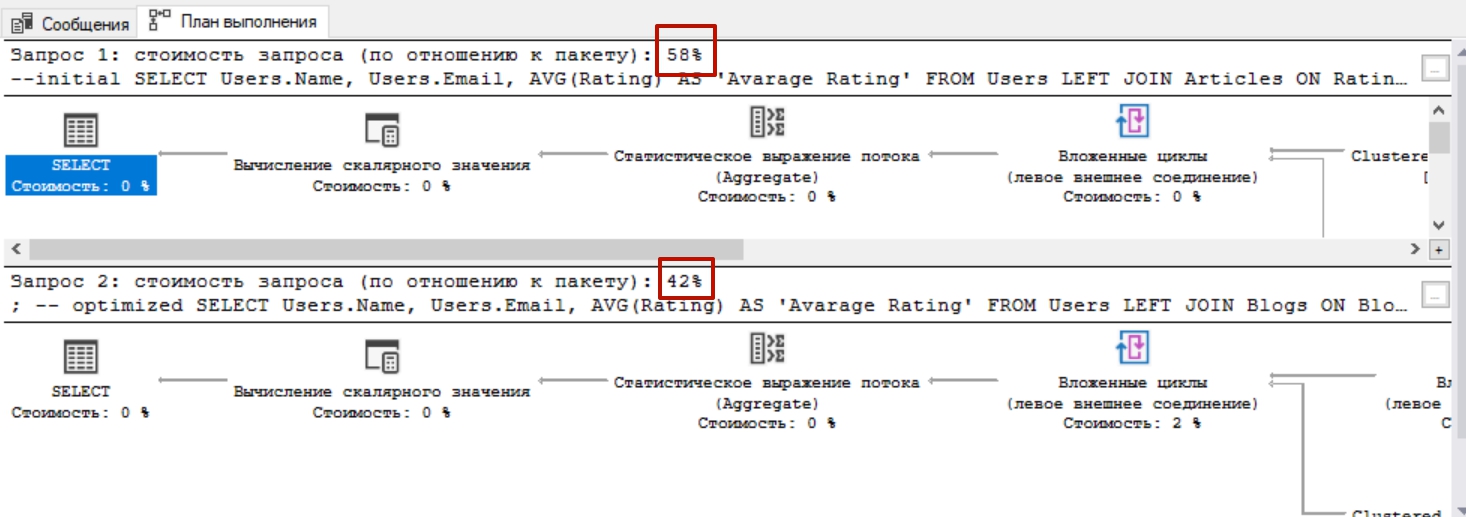 Сообщения План выполнения
Запрос 1: стоимость запроса (по отношению к пакету): 58%
--initial SELECT Users.Name, Users.Email, AVG(Rating) AS 'Avarage Rating' FROM Users LEFT JOIN Articles ON Ratin…
...
SELECT
Стоимость: 0 %
Вычисление скалярного значения
Стоимость: 0 %
Статистическое выражение потока
(Aggregate)
Стоимость: 0 %
Вложенные циклы
(левое внешнее соединение)
Стоимость: 0 %
Clustere
[
+
Запрос 2: стоимость запроса (по отношению к пакету): 42%
; -- optimized SELECT Users.Name, Users.Email, AVG(Rating) AS 'Avarage Rating' FROM Users LEFT JOIN Blogs ON Blo…
...
SELECT
Стоимость: 0 %
Вычисление скалярного значения
Стоимость: 0 %
Статистическое выражение потока
(Aggregate)
Стоимость: 0 %
Вложенные циклы
(левое внешнее соединение)
Стоимость: 2 %
(левое
С
Clustered